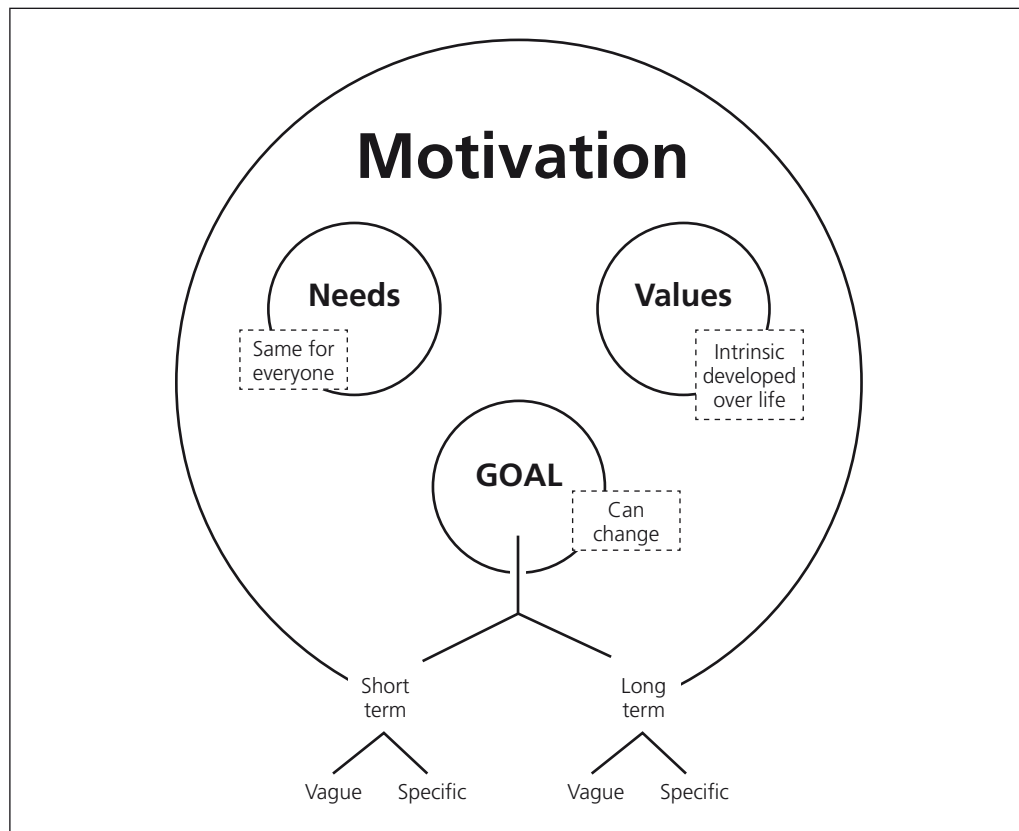 Motivation
Needs
Same for
everyone
Values
Intrinsic
developed
over life
GOAL
Can
change
Short
term
Vague
Specific
Long
term
Vague
Specific